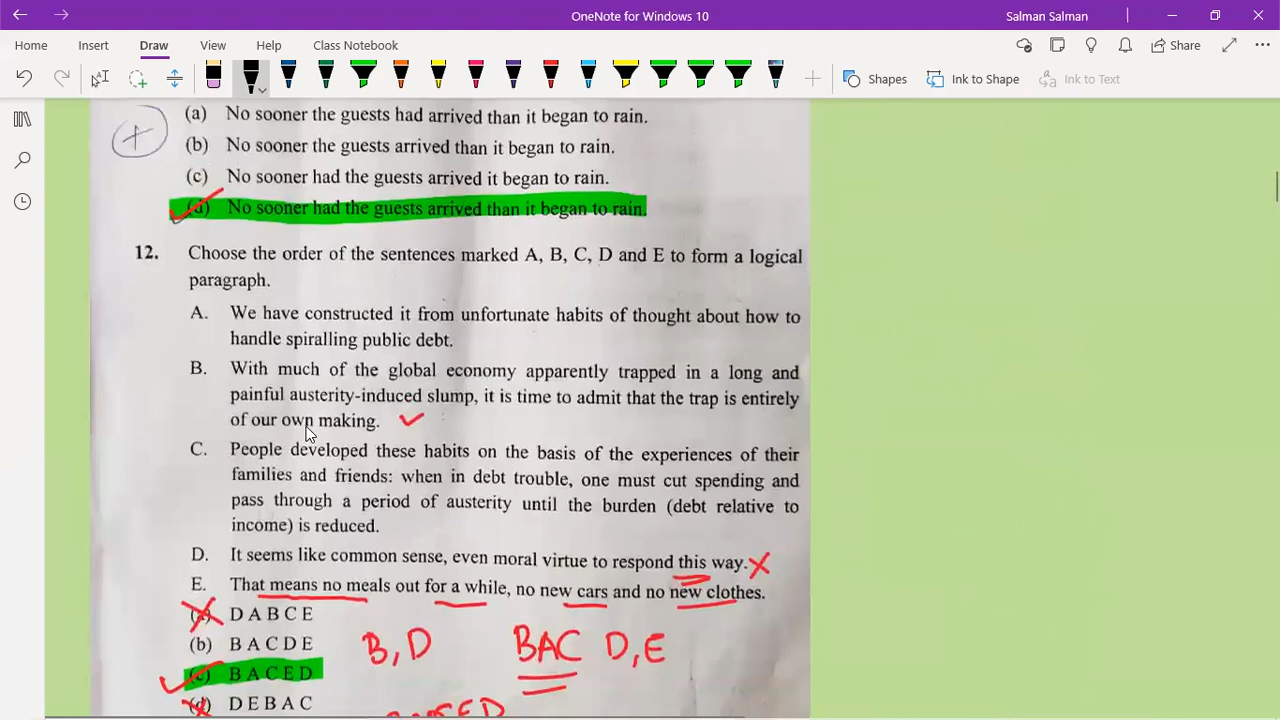 OneNote for Windows 10
Salman Salman
Home Insert Draw View Help Class Notebook
Share
Shapes Ink to Shape Ink to Text
+
(a) No sooner the guests had arrived than it began to rain.
(b) No sooner the guests arrived than it began to rain.
(c) No sooner had the guests arrived it began to rain.
(d) No sooner had the guests arrived than it began to rain.
12. Choose the order of the sentences marked A, B, C, D and E to form a logical
paragraph.
A. We have constructed it from unfortunate habits of thought about how to
handle spiralling public debt.
B. With much of the global economy apparently trapped in a long and
painful austerity-induced slump, it is time to admit that the trap is entirely
of our own making.
C. People developed these habits on the basis of the experiences of their
families and friends: when in debt trouble, one must cut spending and
pass through a period of austerity until the burden (debt relative to
income) is reduced.
D. It seems like common sense, even moral virtue to respond this way.
E. That means no meals out for a while, no new cars and no new clothes.
(a) D A B C E
(b) B A C D E B, D BAC D, E
(c) B A C E D
(d) D E B A C